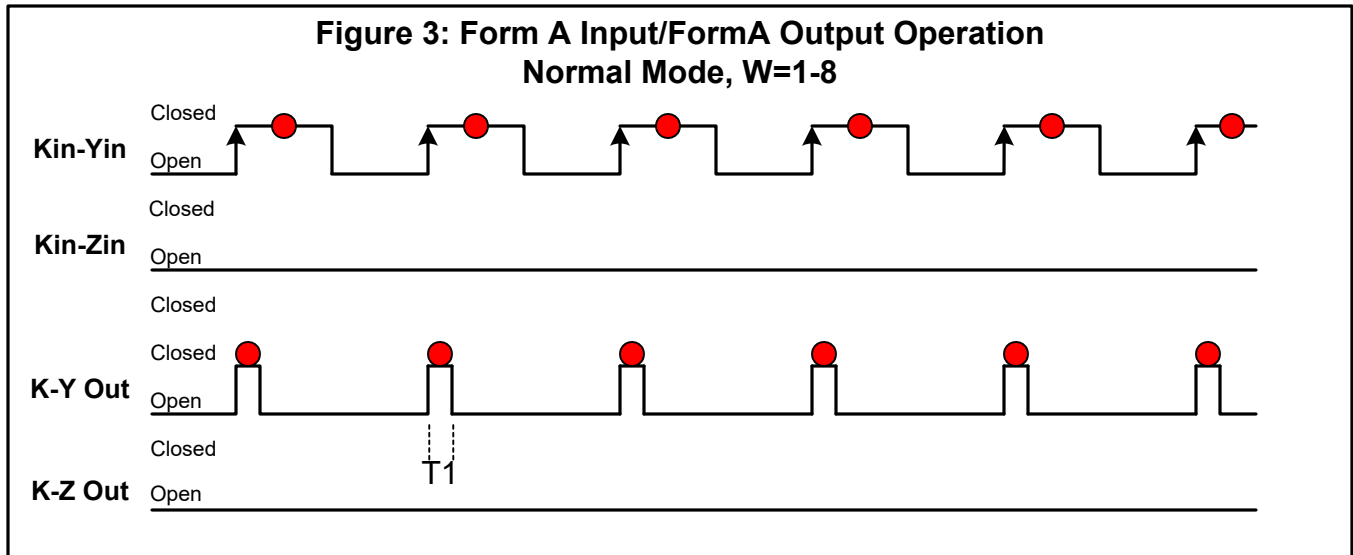 Figure 3: Form A Input/FormA Output Operation
Normal Mode, W=1-8
Closed
Kin-Yin
Open
Closed
Kin-Zin
Open
Closed
Closed
K-Y Out
Open
Closed
T1
K-Z Out
Open